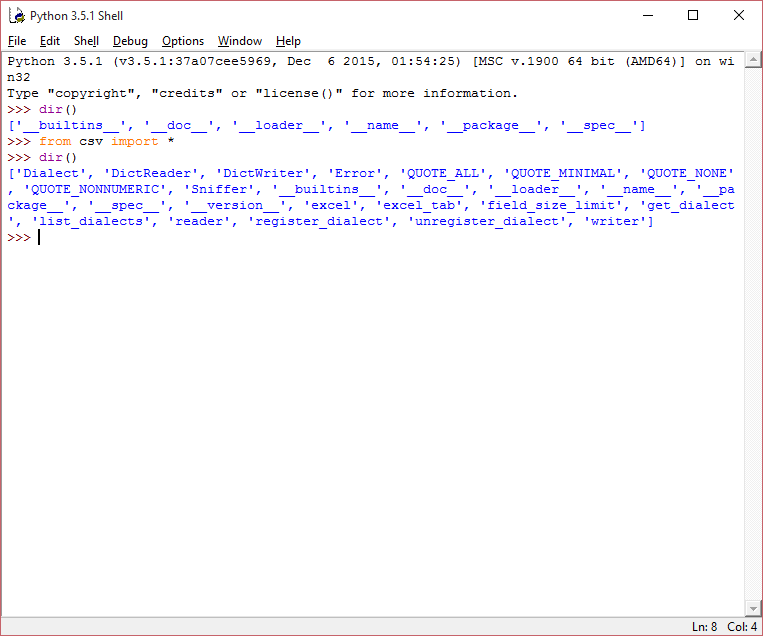 Python 3.5.1 Shell
File Edit Shell Debug Options Window Help
Python 3.5.1 (v3.5.1:37a07cee5969, Dec  6 2015, 01:54:25) [MSC v.1900 64 bit (AMD64)] on wi
n32
Type "copyright", "credits" or "license()" for more information.
>>> dir()
['__builtins__', '__doc__', '__loader__', '__name__', '__package__', '__spec__']
>>> from csv import *
>>> dir()
['Dialect', 'DictReader', 'DictWriter', 'Error', 'QUOTE_ALL', 'QUOTE_MINIMAL', 'QUOTE_NONE'
, 'QUOTE_NONNUMERIC', 'Sniffer', '__builtins__', '__doc__', '__loader__', '__name__', '__pa
ckage__', '__spec__', '__version__', 'excel', 'excel_tab', 'field_size_limit', 'get_dialect
', 'list_dialects', 'reader', 'register_dialect', 'unregister_dialect', 'writer']
>>>
Ln: 8 Col: 4